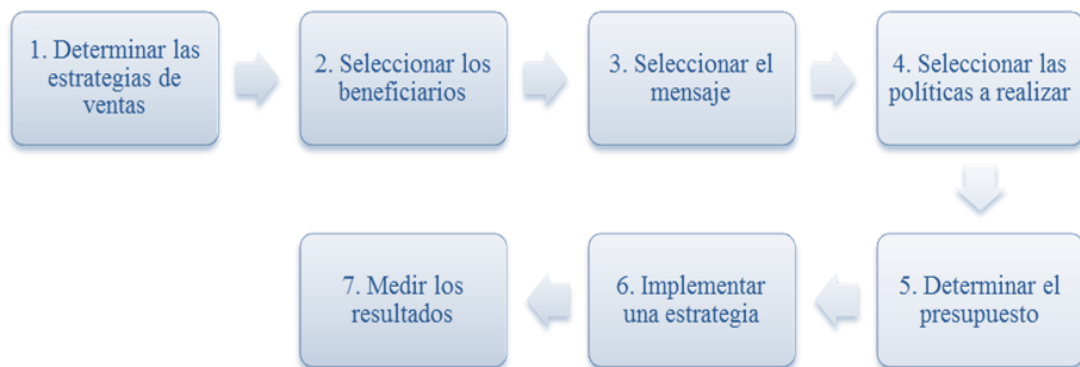 1. Determinar las
estrategias de
ventas
2. Seleccionar los
beneficiarios
3. Seleccionar el
mensaje
4. Seleccionar las
políticas a realizar
5. Determinar el
presupuesto
6. Implementar
una estrategia
7. Medir los
resultados